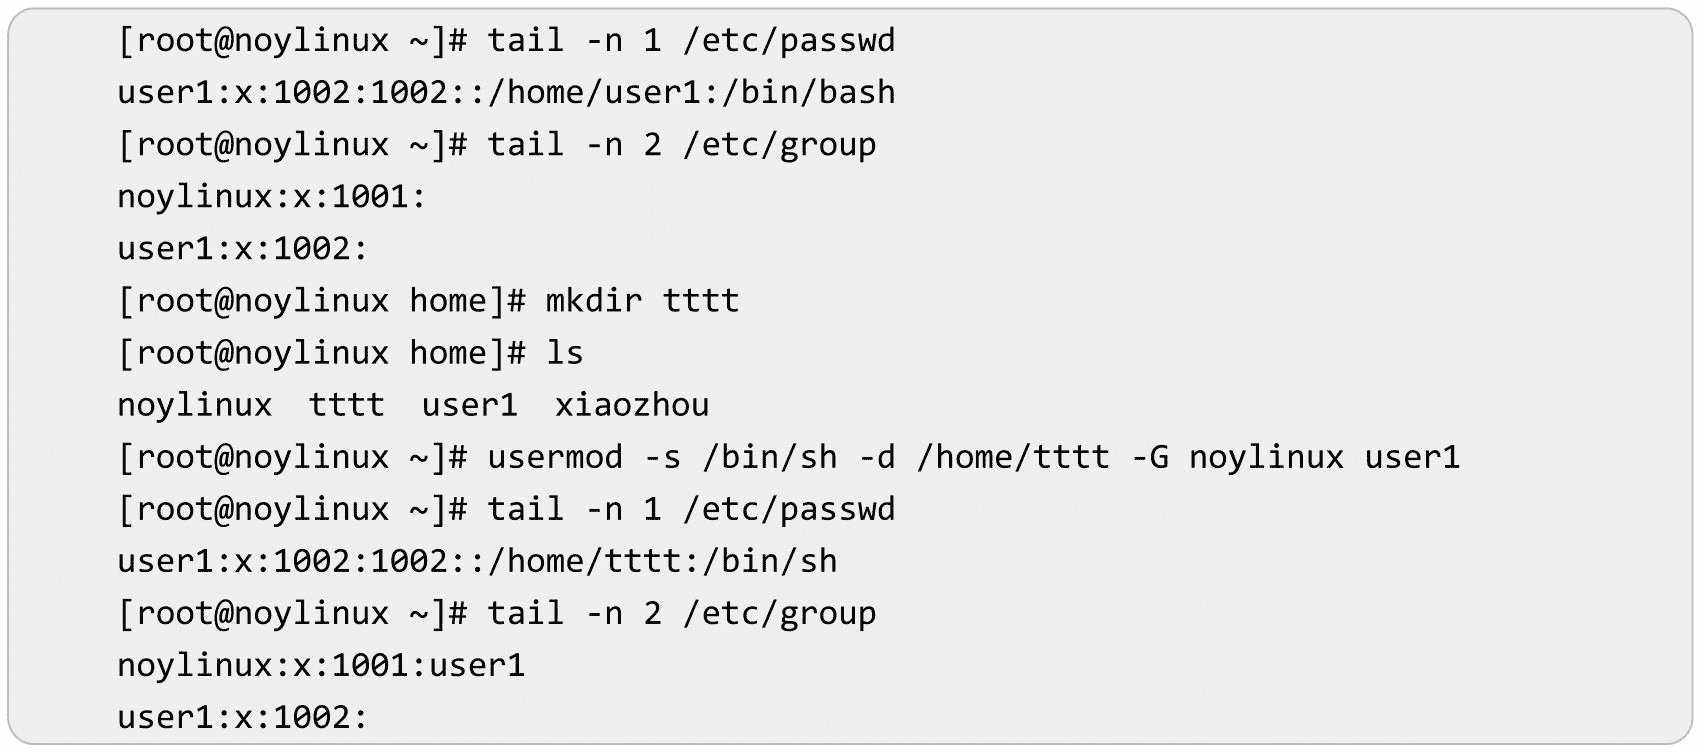 [root@noylinux ~]# tail -n 1 /etc/passwd
user1:x:1002:1002::/home/user1:/bin/bash
[root@noylinux ~]# tail -n 2 /etc/group
noylinux:x:1001:
user1:x:1002:
[root@noylinux home]# mkdir tttt
[root@noylinux home]# ls
noylinux  tttt  user1  xiaozhou
[root@noylinux ~]# usermod -s /bin/sh -d /home/tttt -G noylinux user1
[root@noylinux ~]# tail -n 1 /etc/passwd
user1:x:1002:1002::/home/tttt:/bin/sh
[root@noylinux ~]# tail -n 2 /etc/group
noylinux:x:1001:user1
user1:x:1002: